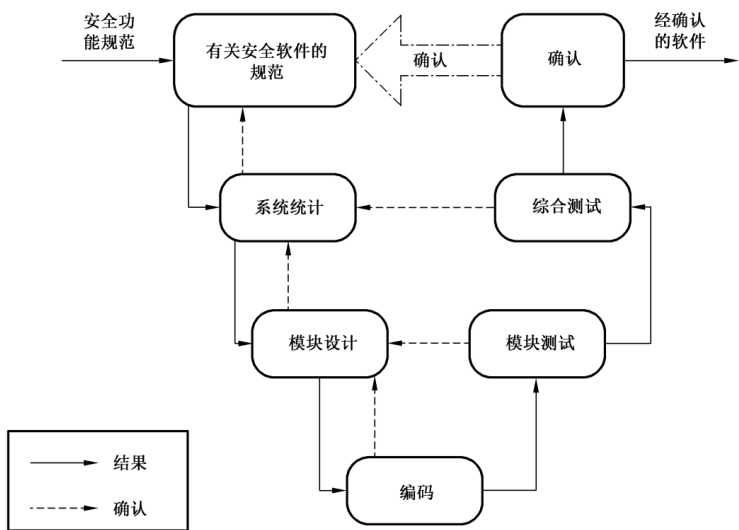 安全功
能规范
有关安全软件的
规范
确认
确认
经确认
的软件
系统统计
综合测试
模块设计
模块测试
编码
结果
确认